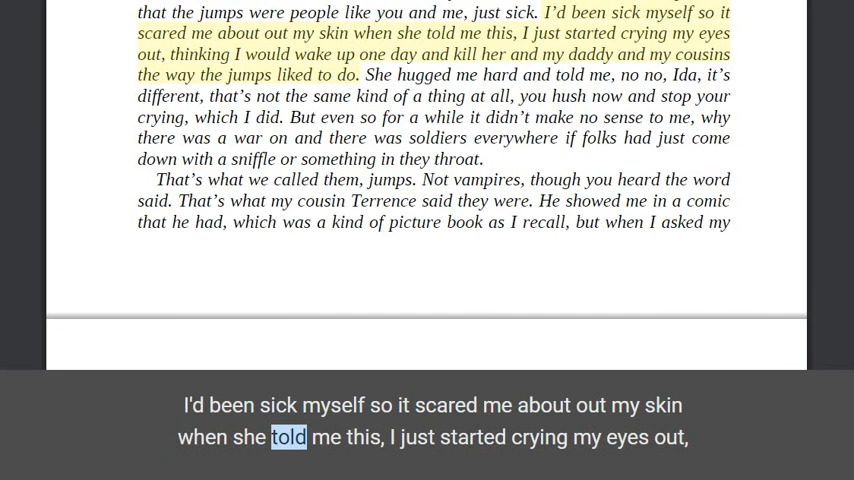 that the jumps were people like you and me, just sick. I’d been sick myself so it
scared me about out my skin when she told me this, I just started crying my eyes
out, thinking I would wake up one day and kill her and my daddy and my cousins
the way the jumps liked to do. She hugged me hard and told me, no no, Ida, it’s
different, that’s not the same kind of a thing at all, you hush now and stop your
crying, which I did. But even so for a while it didn’t make no sense to me, why
there was a war on and there was soldiers everywhere if folks had just come
down with a sniffle or something in they throat.
That’s what we called them, jumps. Not vampires, though you heard the word
said. That’s what my cousin Terrence said they were. He showed me in a comic
that he had, which was a kind of picture book as I recall, but when I asked my
I'd been sick myself so it scared me about out my skin
when she told me this, I just started crying my eyes out,